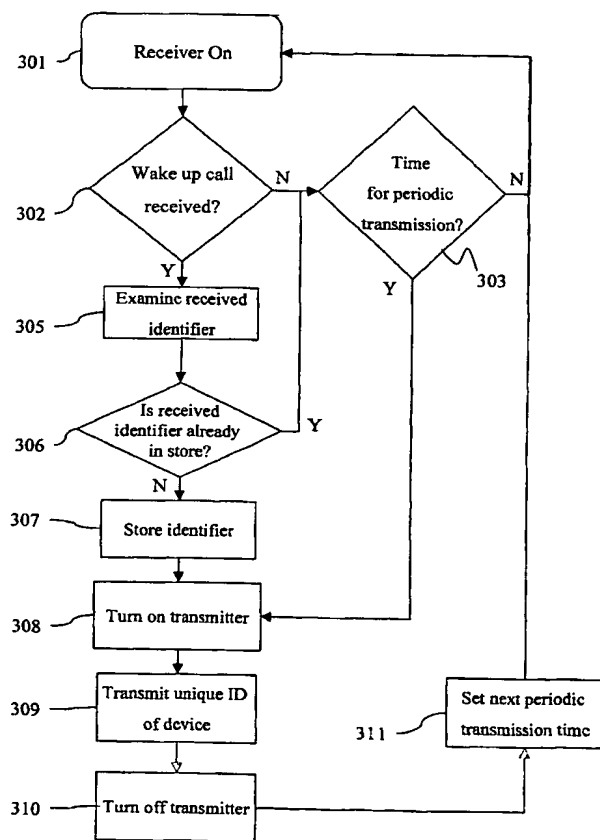 Receiver On
301
Wake up call
received?
302
N
Y
Time
for periodic
transmission?
N
303
Y
Examine received
identifier
305
Is received
identifier already
in store?
306
Y
N
Store identifier
307
Turn on transmitter
308
Transmit unique ID
of device
309
Turn off transmitter
310
Set next periodic
transmission time
311